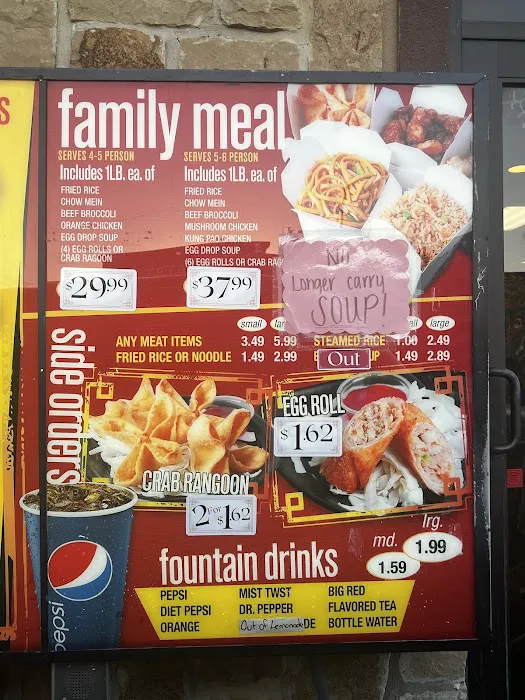 family meal
SERVES 4-5 PERSON
Includes 1LB. ea. of
FRIED RICE
CHOW MEIN
BEEF BROCCOLI
ORANGE CHICKEN
EGG DROP SOUP
(4) EGG ROLLS OR
CRAB RAGOON
$29.99
SERVES 5-6 PERSON
Includes 1LB. ea. of
FRIED RICE
CHOW MEIN
BEEF BROCCOLI
MUSHROOM CHICKEN
KUNG PAO CHICKEN
EGG DROP SOUP
(6) EGG ROLLS OR CRAB RAG
$37.99
No
Longer carry
SOUP!
side orders
small lar
ANY MEAT ITEMS 3.49 5.99
FRIED RICE OR NOODLE 1.49 2.99
all large
STEAMED RICE 1.00 2.49
E Out UP 1.49 2.89
CRAB RANGOON
2 For $1.62
EGG ROLL
$1.62
pepsi
fountain drinks
md. lrg.
1.59 1.99
PEPSI
DIET PEPSI
ORANGE
MIST TWST
DR. PEPPER
Out of Lemonade DE
BIG RED
FLAVORED TEA
BOTTLE WATER
S